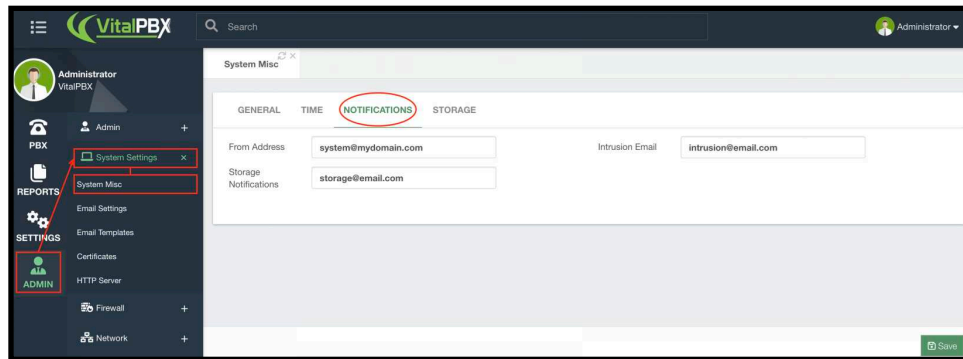 VitalPBX
Search
Administrator
Administrator
VitalPBX
System Misc
PBX
REPORTS
SETTINGS
ADMIN
Admin
System Settings
System Misc
Email Settings
Email Templates
Certificates
HTTP Server
Firewall
Network
GENERAL TIME NOTIFICATIONS STORAGE
From Address system@mydomain.com Intrusion Email intrusion@email.com
Storage
Notifications storage@email.com
Save